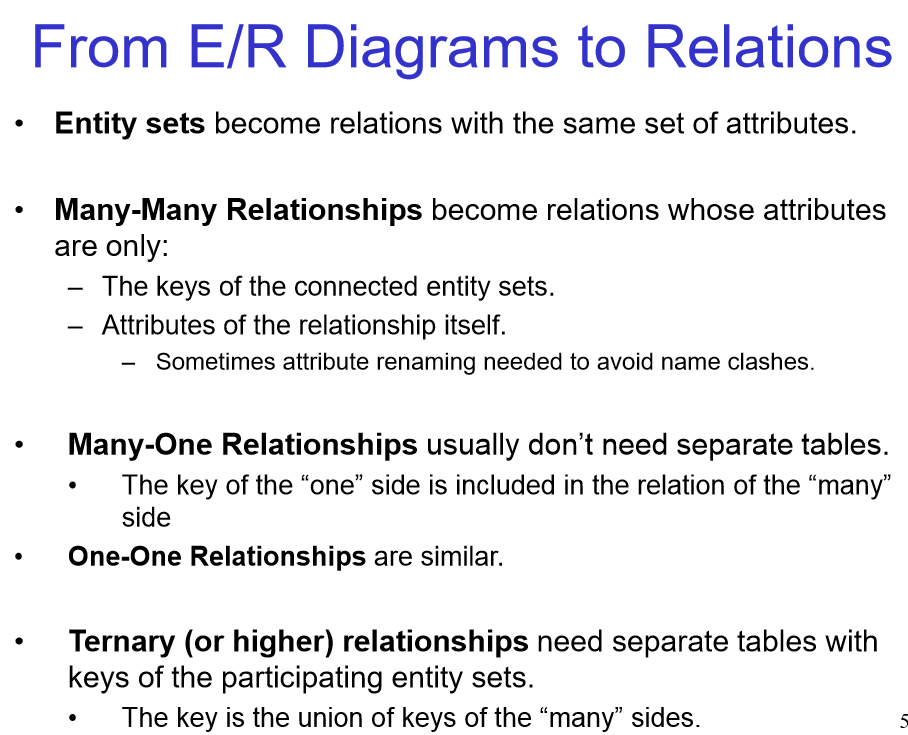 From E/R Diagrams to Relations
• Entity sets become relations with the same set of attributes.
• Many-Many Relationships become relations whose attributes
are only:
– The keys of the connected entity sets.
– Attributes of the relationship itself.
– Sometimes attribute renaming needed to avoid name clashes.
• Many-One Relationships usually don’t need separate tables.
• The key of the “one” side is included in the relation of the “many”
side
• One-One Relationships are similar.
• Ternary (or higher) relationships need separate tables with
keys of the participating entity sets.
• The key is the union of keys of the “many” sides.
5